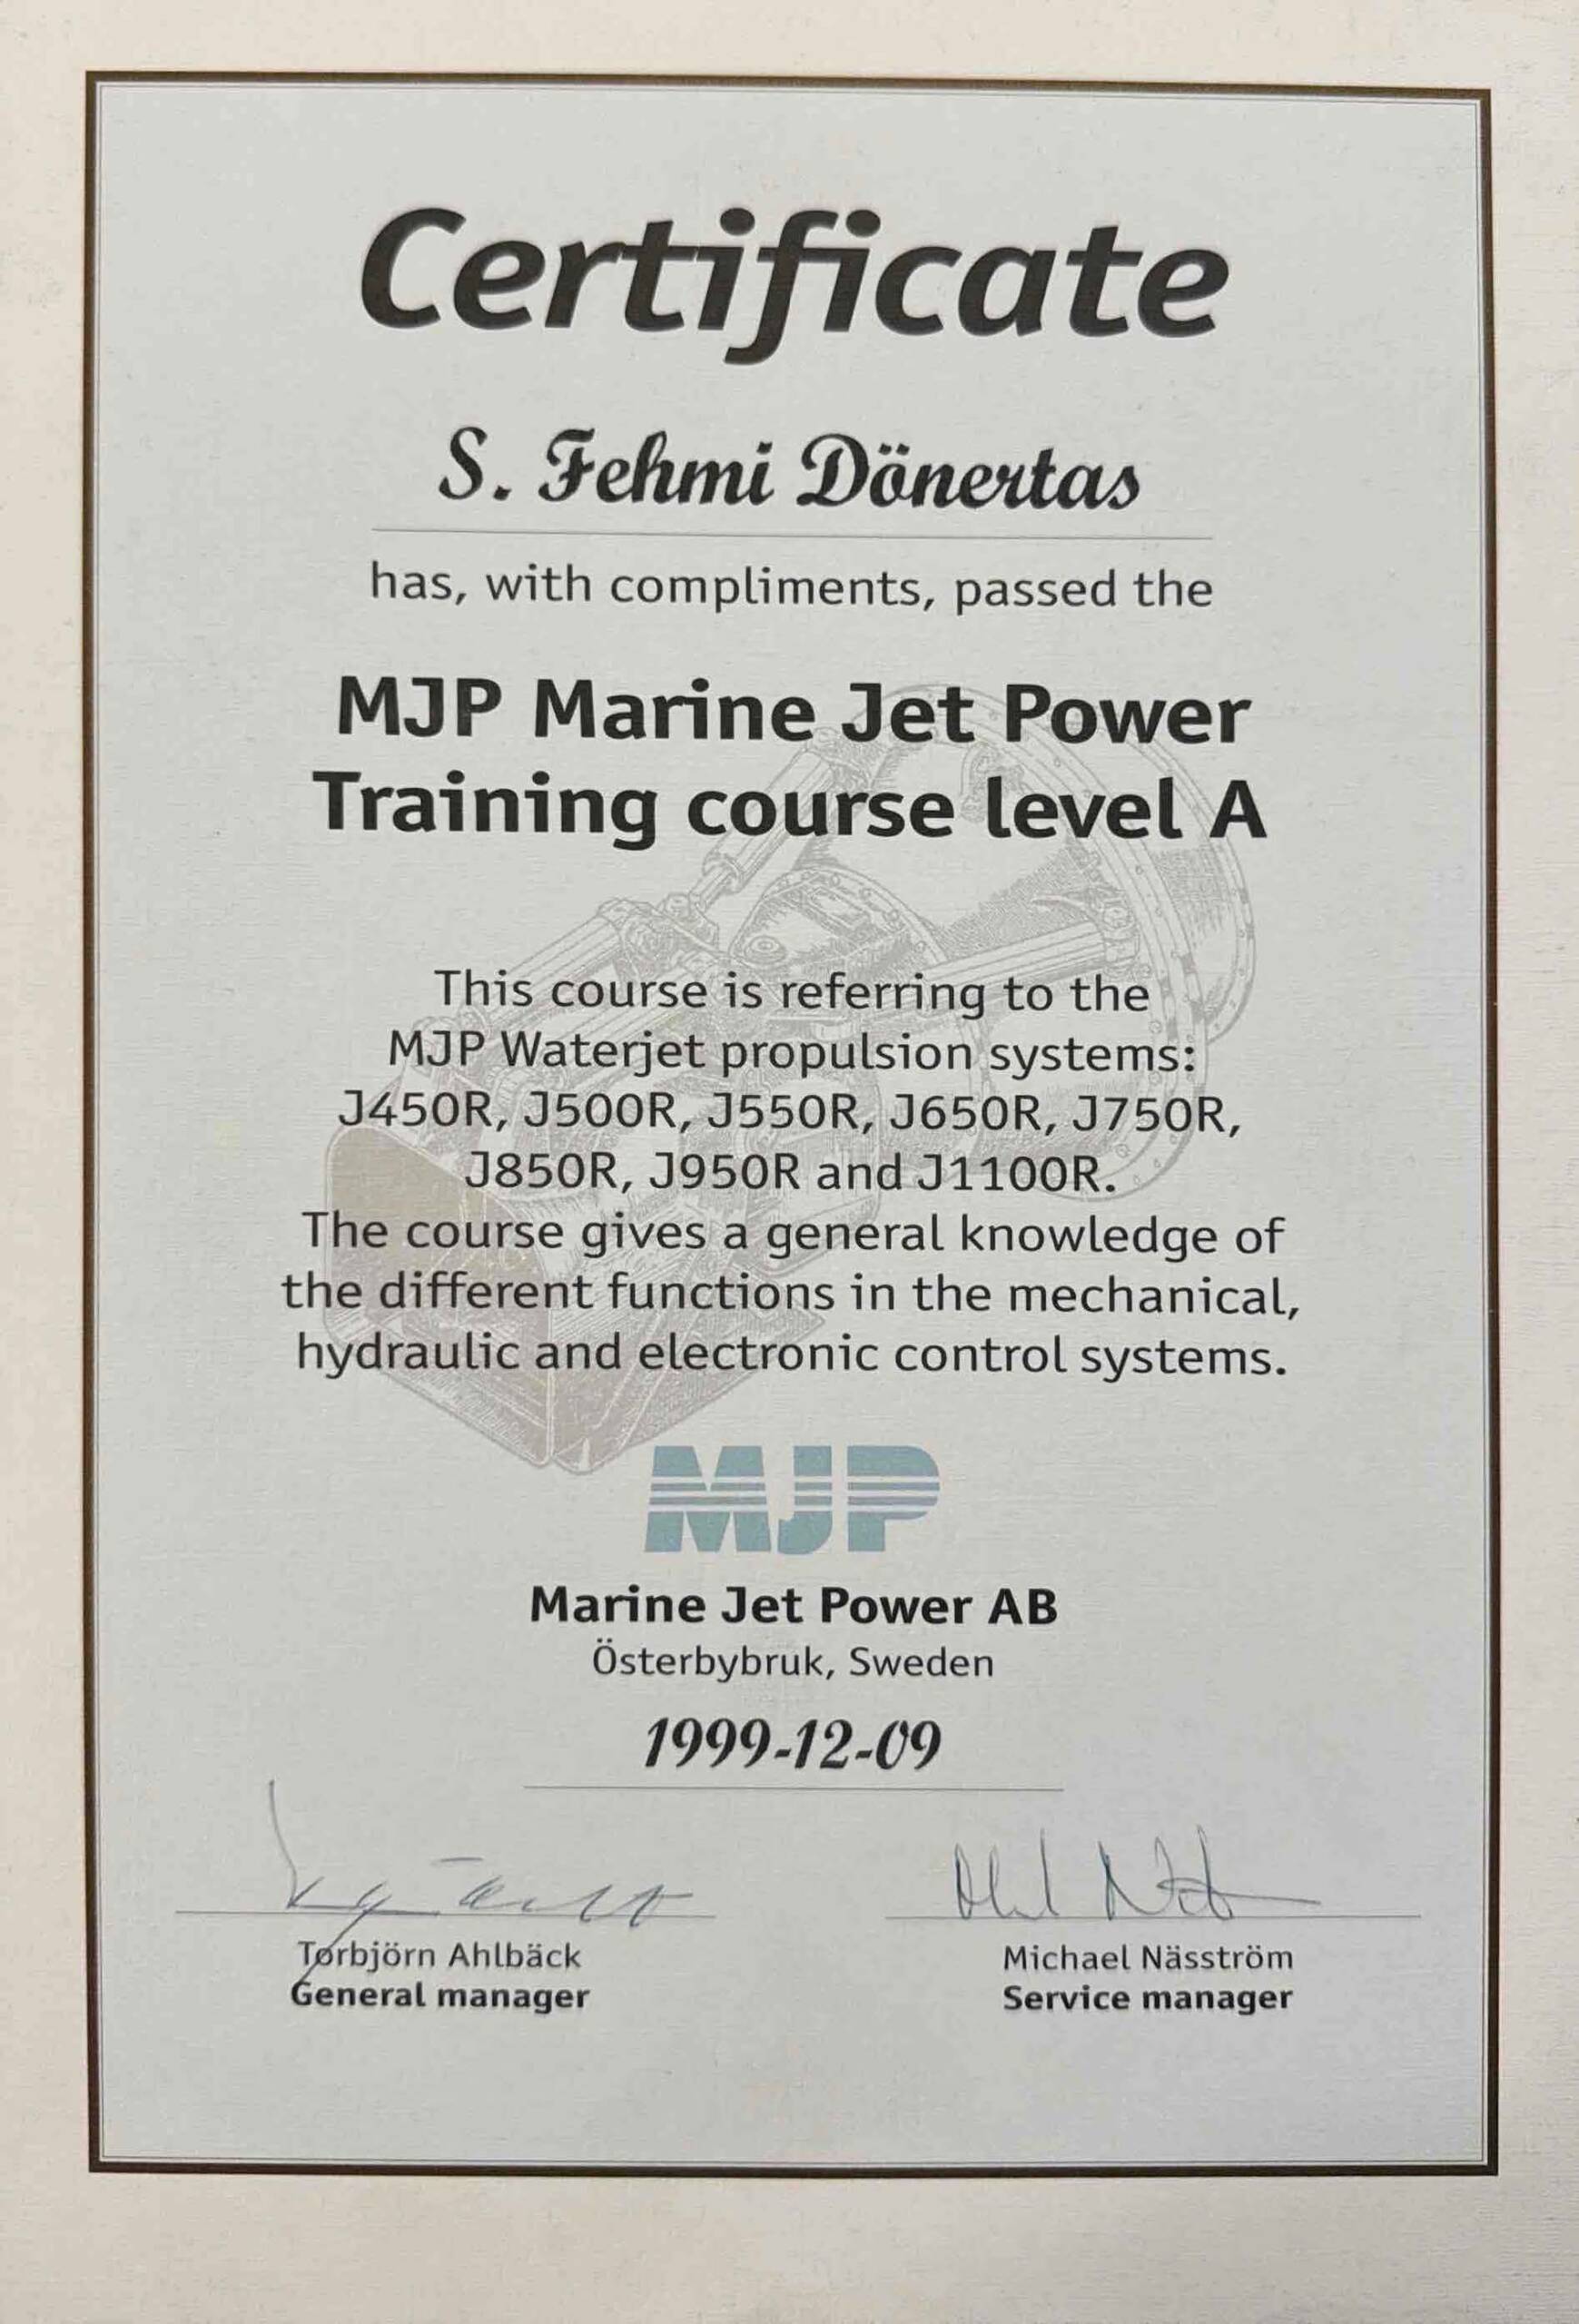 Certificate
S. Fehmi Dönertas
has, with compliments, passed the
MJP Marine Jet Power
Training course level A
This course is referring to the
MJP Waterjet propulsion systems:
J450R, J500R, J550R, J650R, J750R,
J850R, J950R and J1100R.
The course gives a general knowledge of
the different functions in the mechanical,
hydraulic and electronic control systems.
MJP
Marine Jet Power AB
Österbybruk, Sweden
1999-12-09
Torbjörn Ahlbäck
General manager
Michael Näsström
Service manager